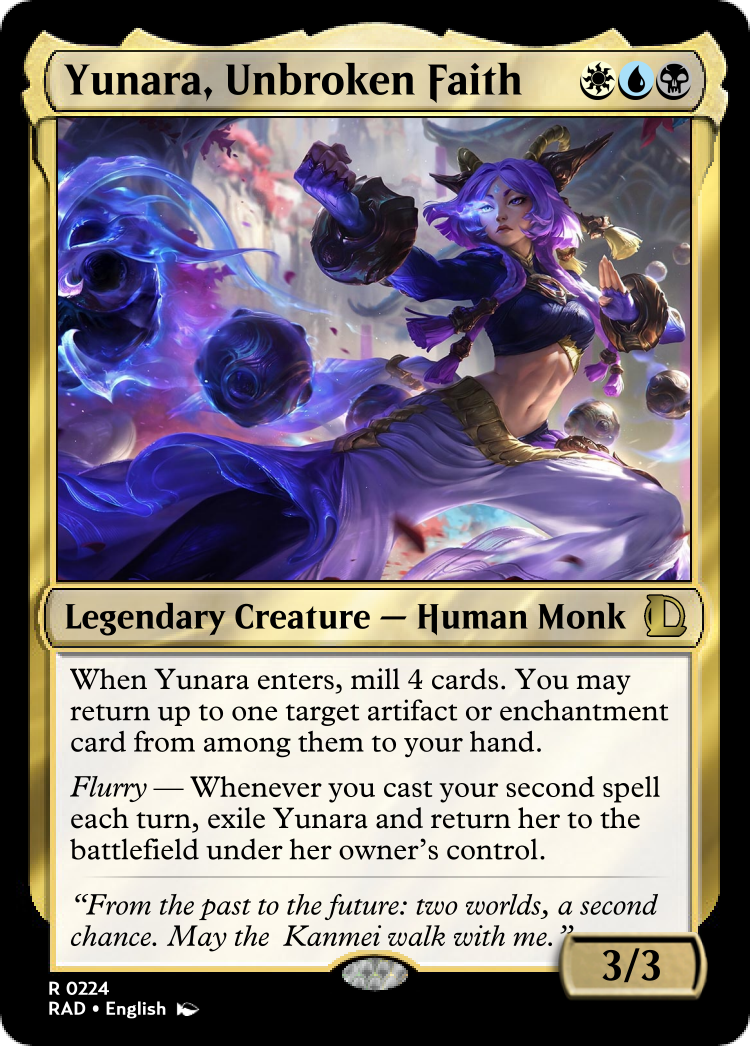 Yunara, Unbroken Faith
Legendary Creature — Human Monk
When Yunara enters, mill 4 cards. You may
return up to one target artifact or enchantment
card from among them to your hand.
Flurry — Whenever you cast your second spell
each turn, exile Yunara and return her to the
battlefield under her owner's control.
“From the past to the future: two worlds, a second
chance. May the  Kanmei walk with me.”
3/3
R 0224
RAD • English